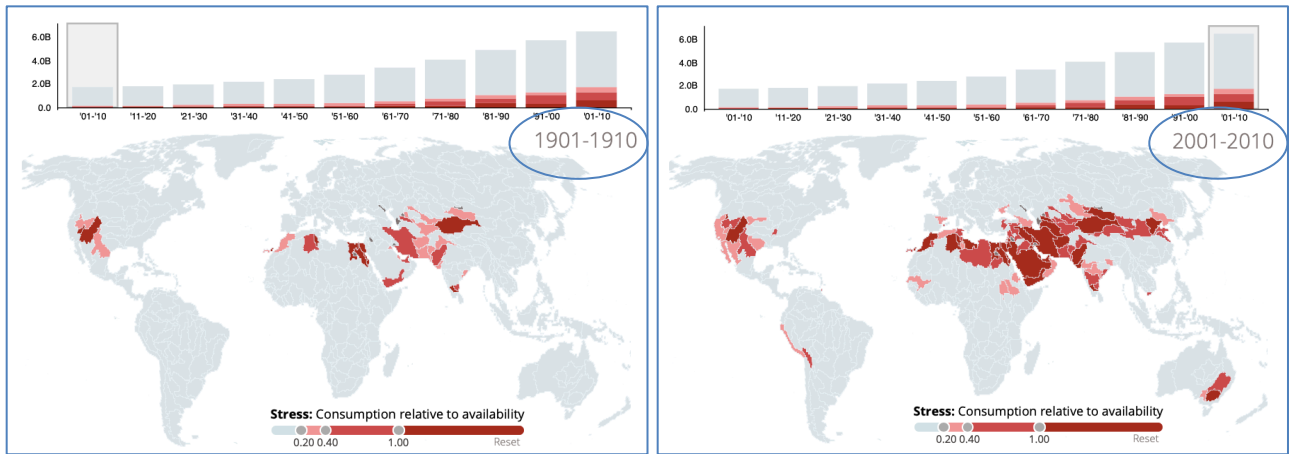 6.0B
4.0B
2.0B
0.0
'01-'10 '11-'20 '21-'30 '31-'40 '41-'50 '51-'60 '61-'70 '71-'80 '81-'90 '91-'00 '01-'10
1901-1910
Stress: Consumption relative to availability
0.20 0.40 1.00 Reset
6.0B
4.0B
2.0B
0.0
'01-'10 '11-'20 '21-'30 '31-'40 '41-'50 '51-'60 '61-'70 '71-'80 '81-'90 '91-'00 '01-'10
2001-2010
Stress: Consumption relative to availability
0.20 0.40 1.00 Reset